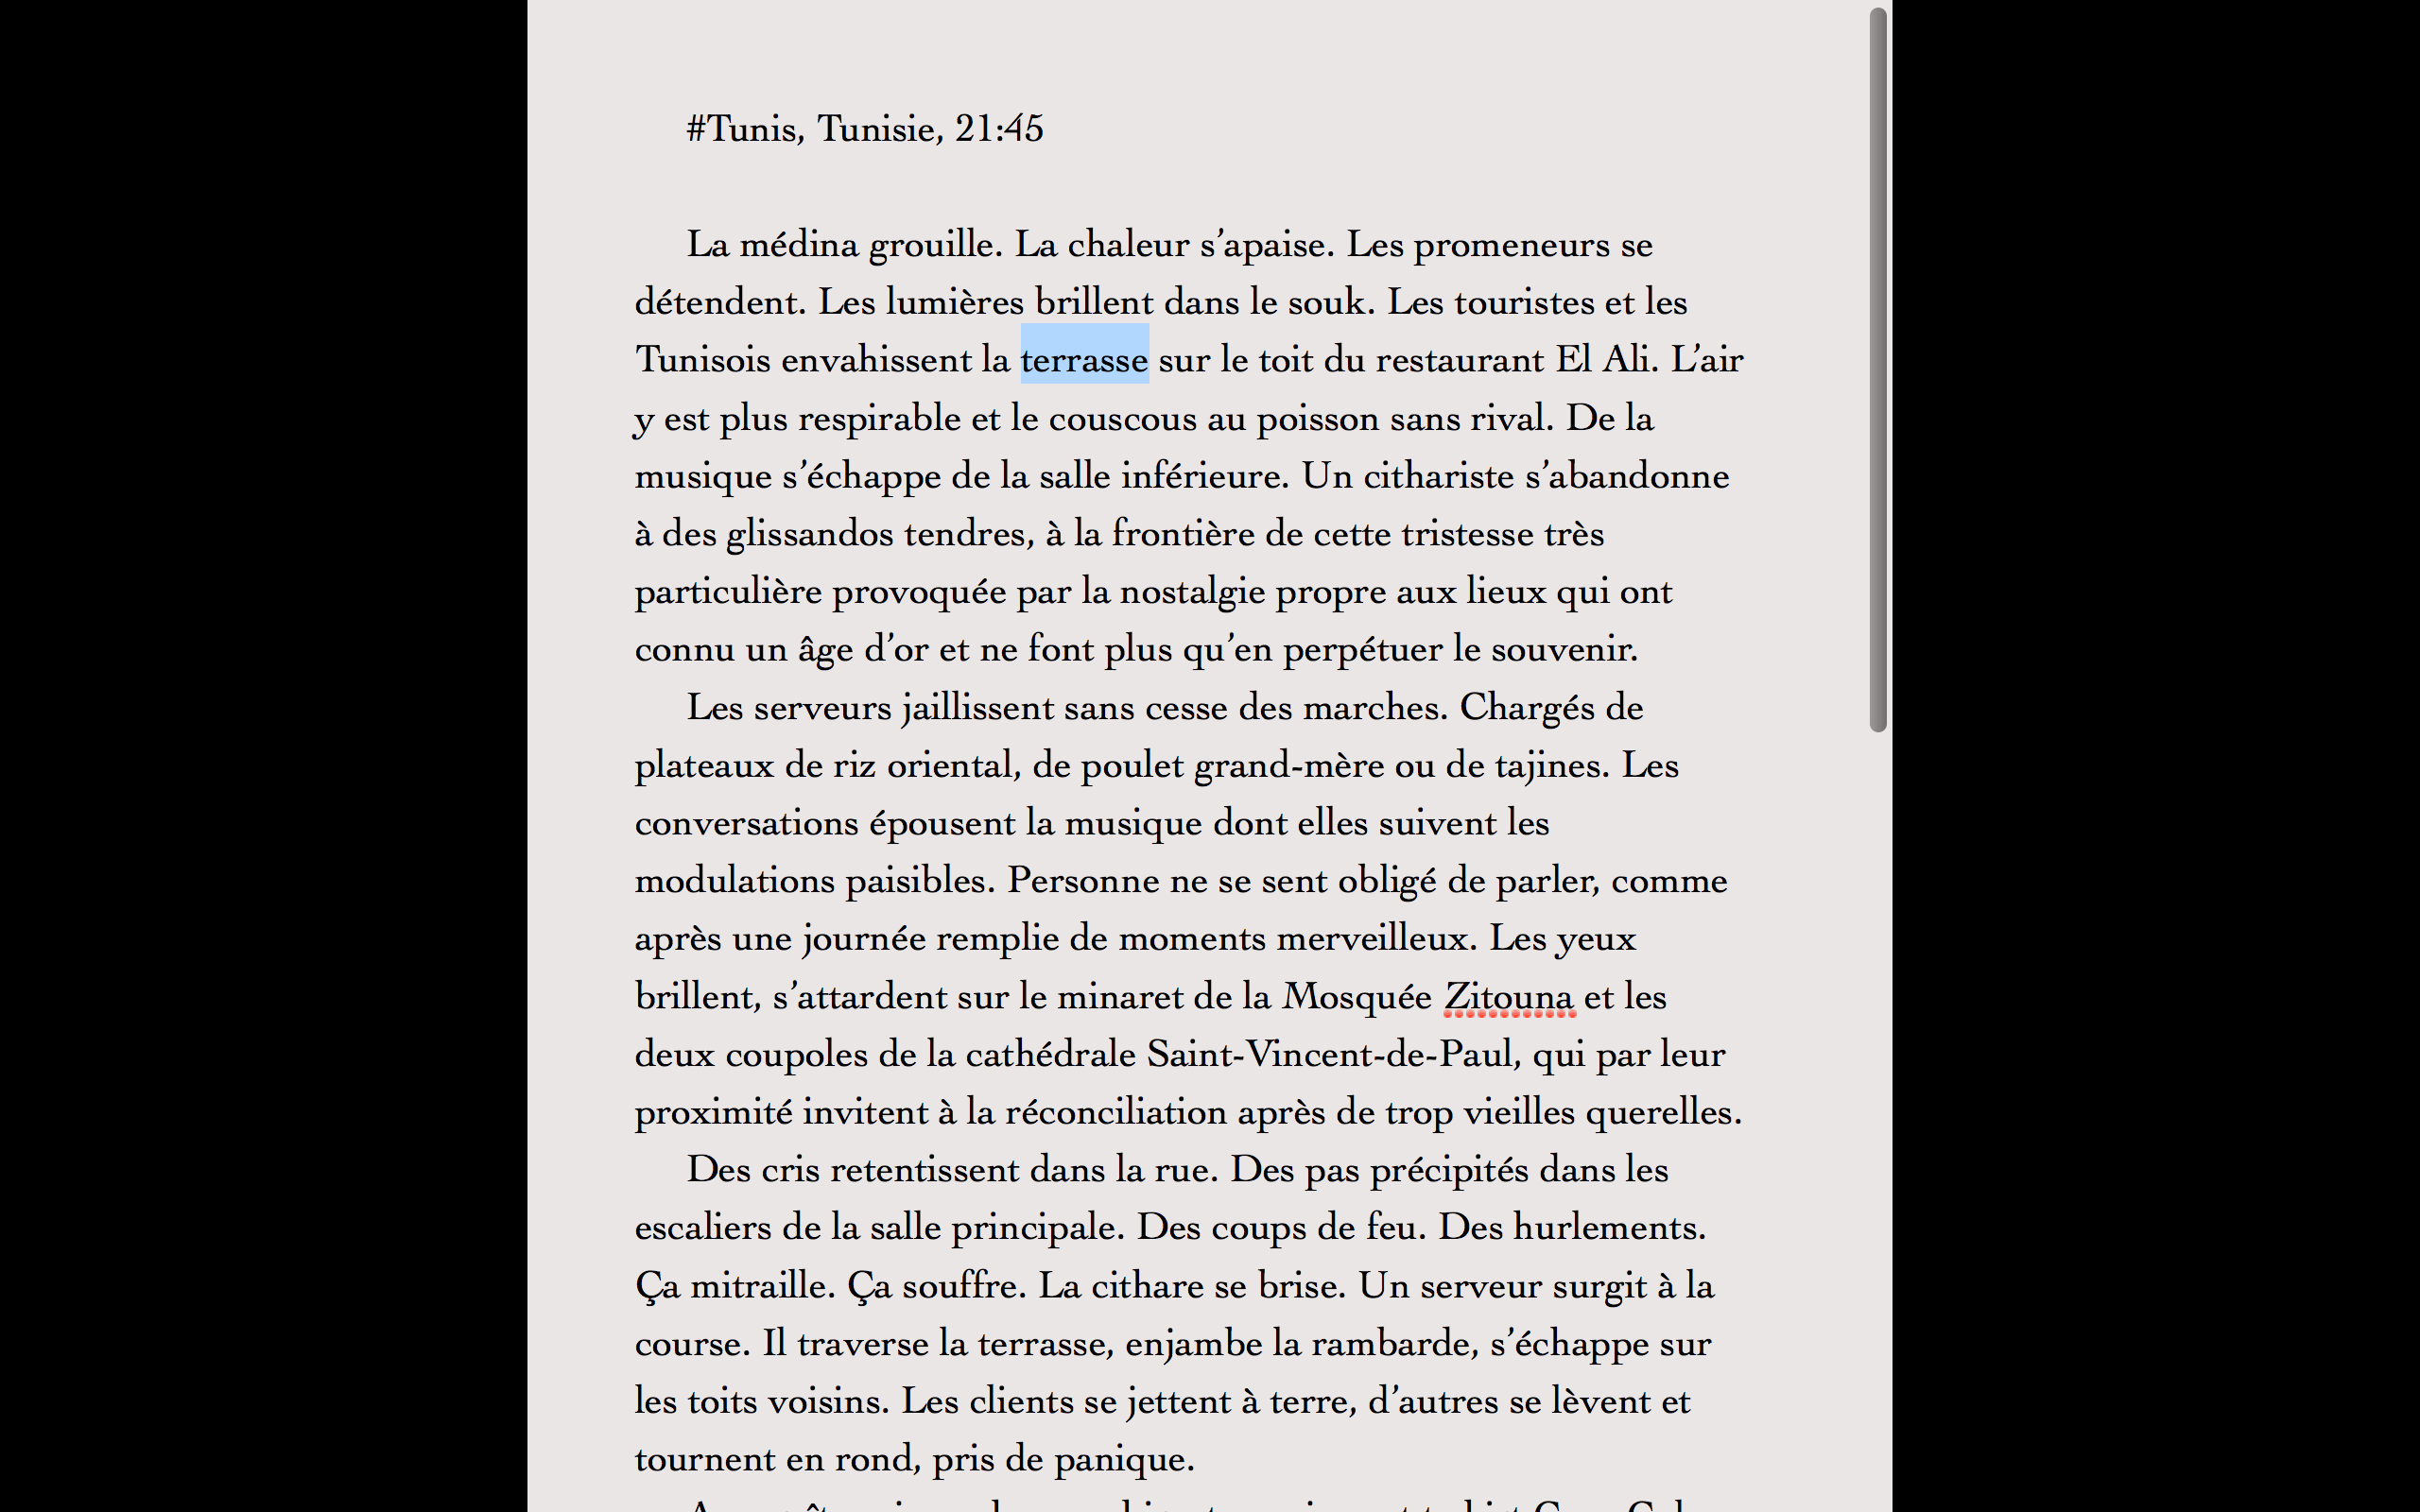 #Tunis, Tunisie, 21:45
La médina grouille. La chaleur s’apaise. Les promeneurs se
détendent. Les lumières brillent dans le souk. Les touristes et les
Tunisois envahissent la terrasse sur le toit du restaurant El Ali. L’air
y est plus respirable et le couscous au poisson sans rival. De la
musique s’échappe de la salle inférieure. Un cithariste s’abandonne
à des glissandos tendres, à la frontière de cette tristesse très
particulière provoquée par la nostalgie propre aux lieux qui ont
connu un âge d’or et ne font plus qu’en perpétuer le souvenir.
Les serveurs jaillissent sans cesse des marches. Chargés de
plateaux de riz oriental, de poulet grand-mère ou de tajines. Les
conversations épousent la musique dont elles suivent les
modulations paisibles. Personne ne se sent obligé de parler, comme
après une journée remplie de moments merveilleux. Les yeux
brillent, s’attardent sur le minaret de la Mosquée Zitouna et les
deux coupoles de la cathédrale Saint-Vincent-de-Paul, qui par leur
proximité invitent à la réconciliation après de trop vieilles querelles.
Des cris retentissent dans la rue. Des pas précipités dans les
escaliers de la salle principale. Des coups de feu. Des hurlements.
Ça mitraille. Ça souffre. La cithare se brise. Un serveur surgit à la
course. Il traverse la terrasse, enjambe la rambarde, s’échappe sur
les toits voisins. Les clients se jettent à terre, d’autres se lèvent et
tournent en rond, pris de panique.